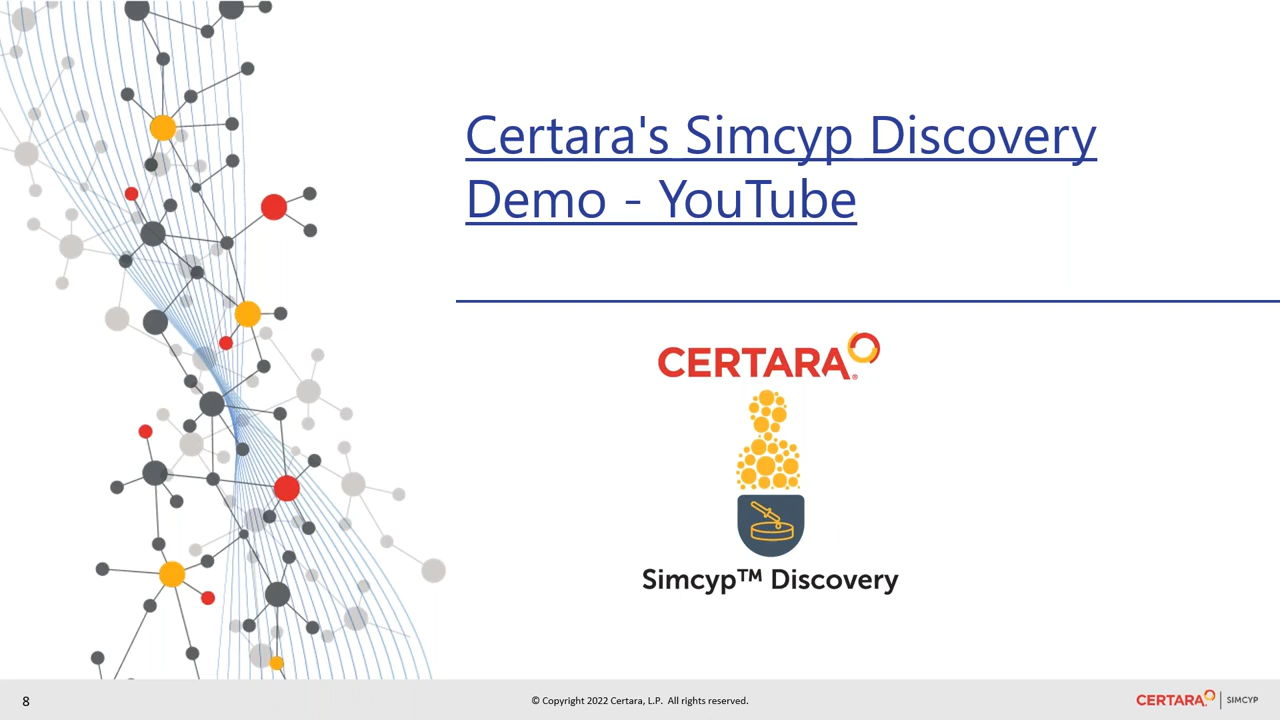 Certara's Simcyp Discovery
Demo - YouTube
CERTARA®
Simcyp™ Discovery
8
© Copyright 2022 Certara, L.P. All rights reserved.
CERTARA | SIMCYP